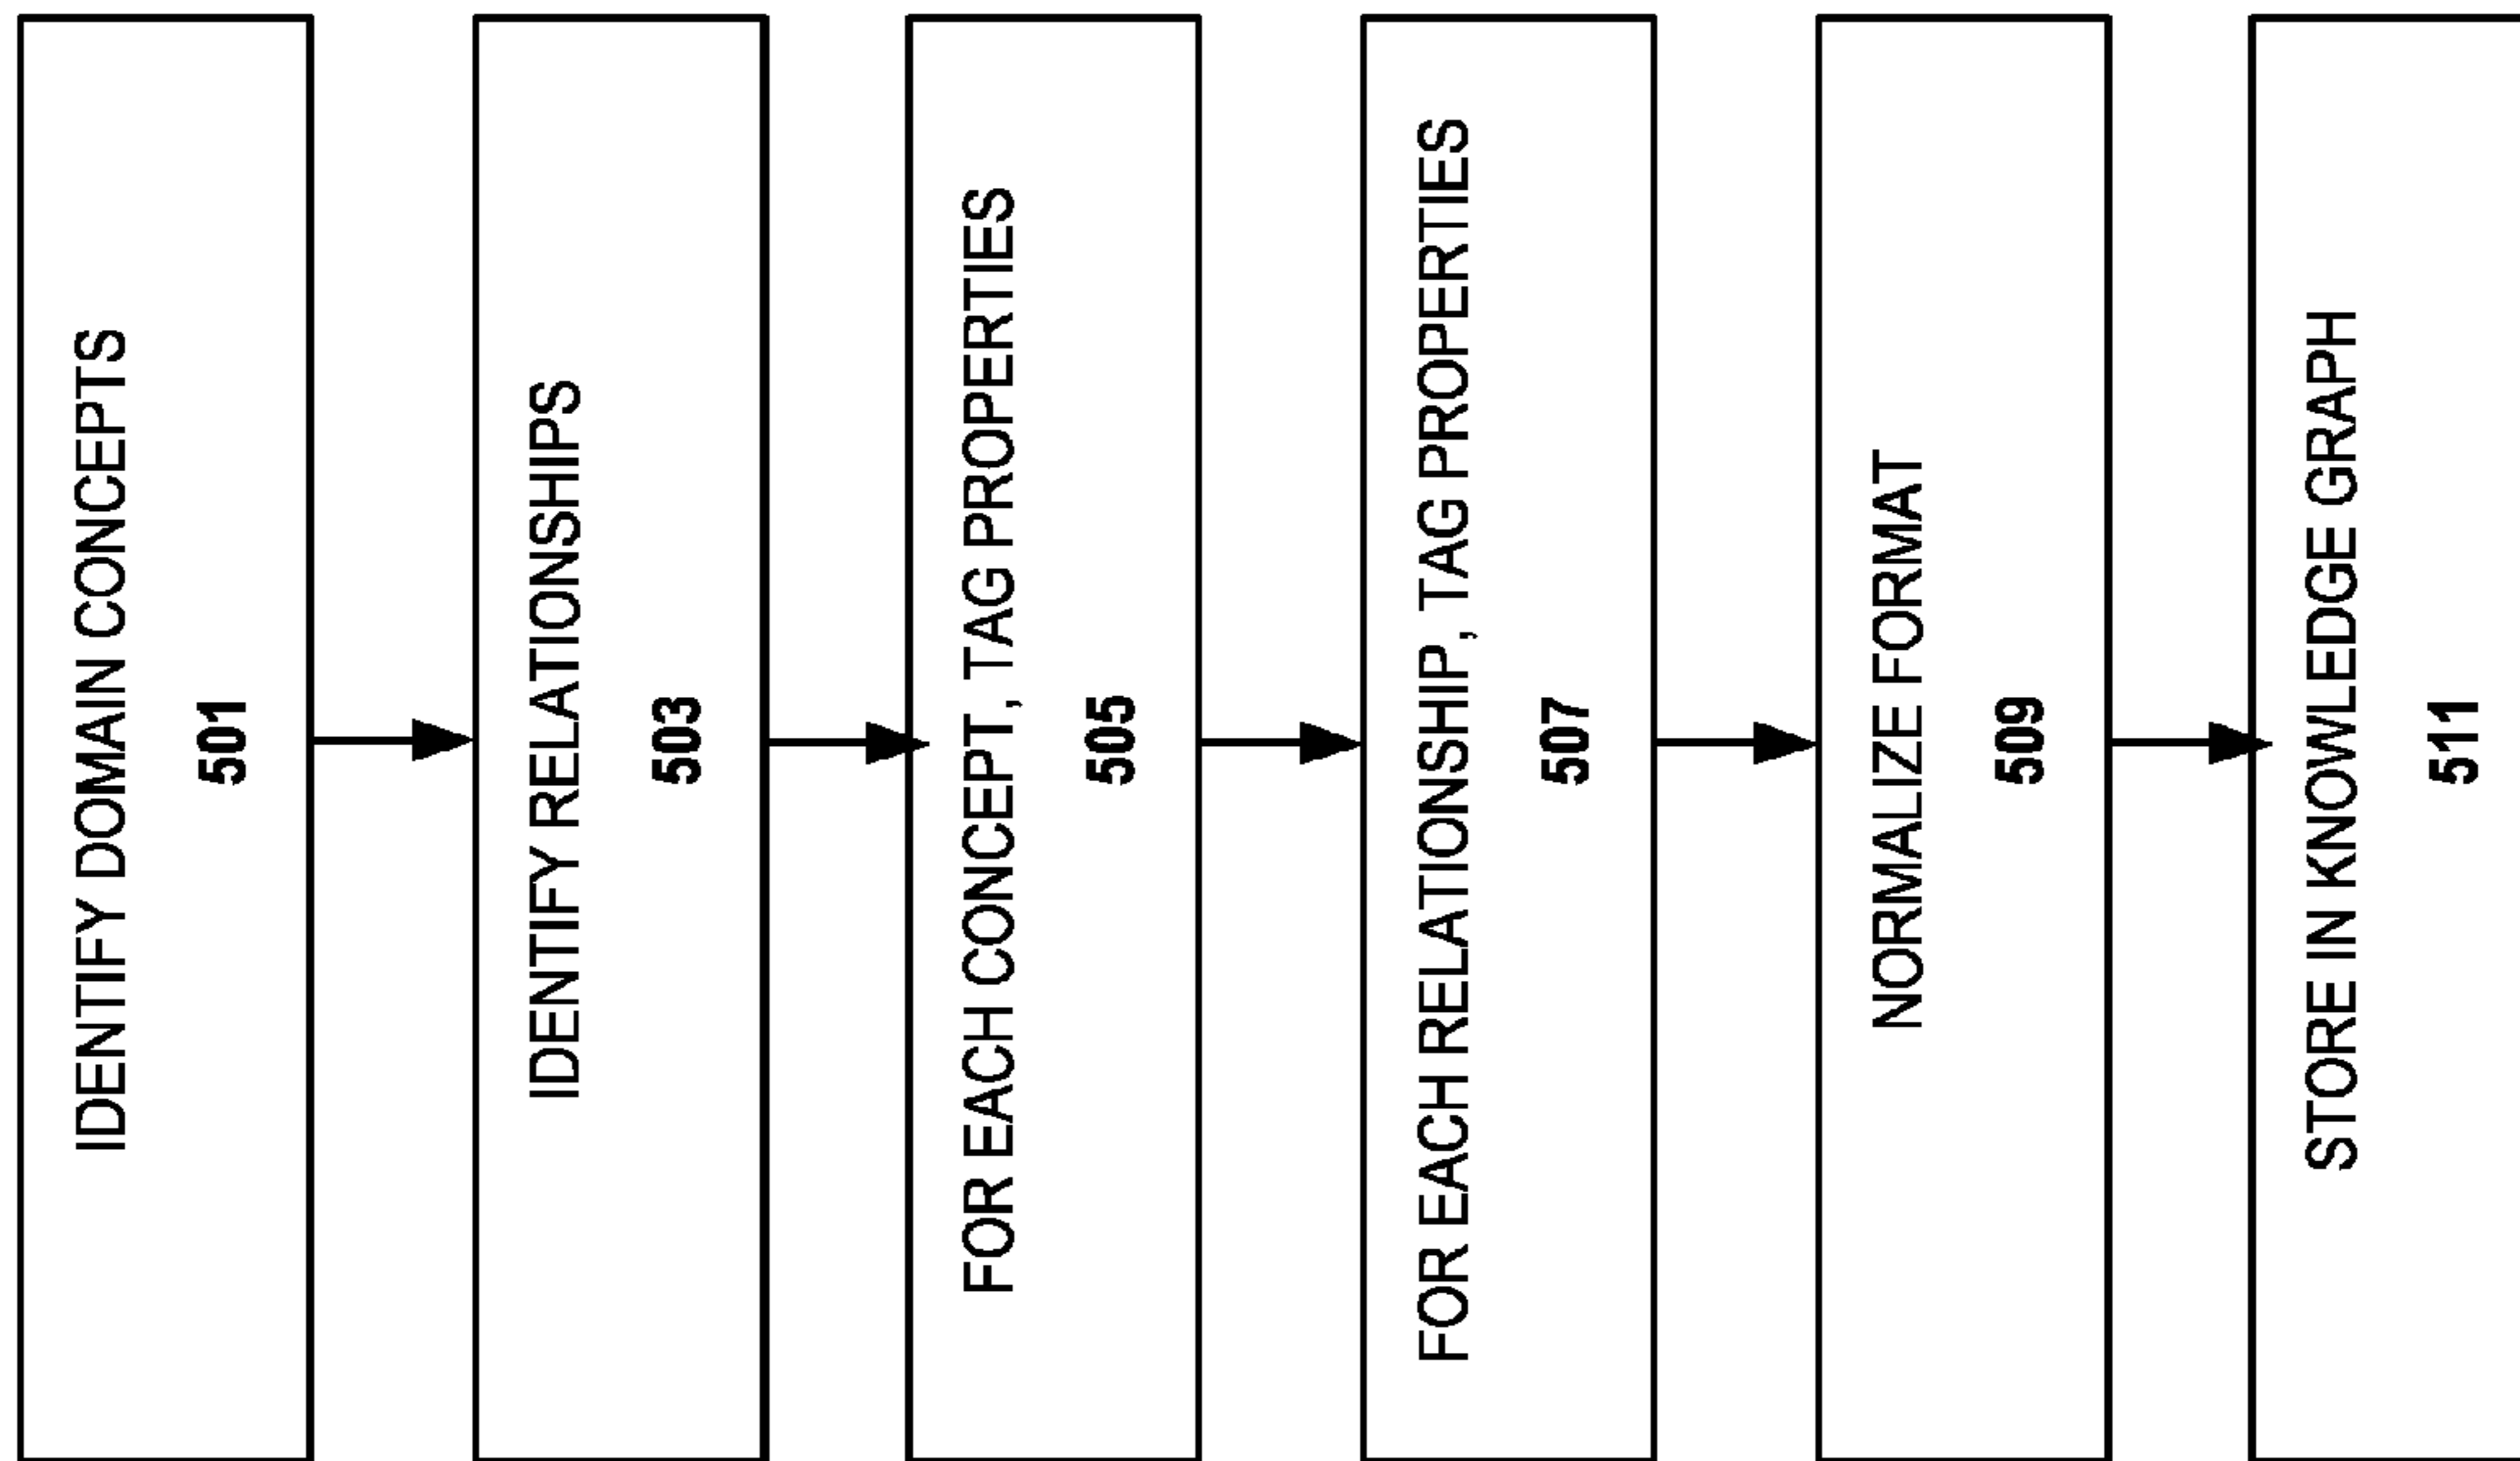 IDENTIFY DOMAIN CONCEPTS
501
IDENTIFY RELATIONSHIPS
503
FOR EACH CONCEPT, TAG PROPERTIES
505
FOR EACH RELATIONSHIP, TAG PROPERTIES
507
NORMALIZE FORMAT
509
STORE IN KNOWLEDGE GRAPH
511